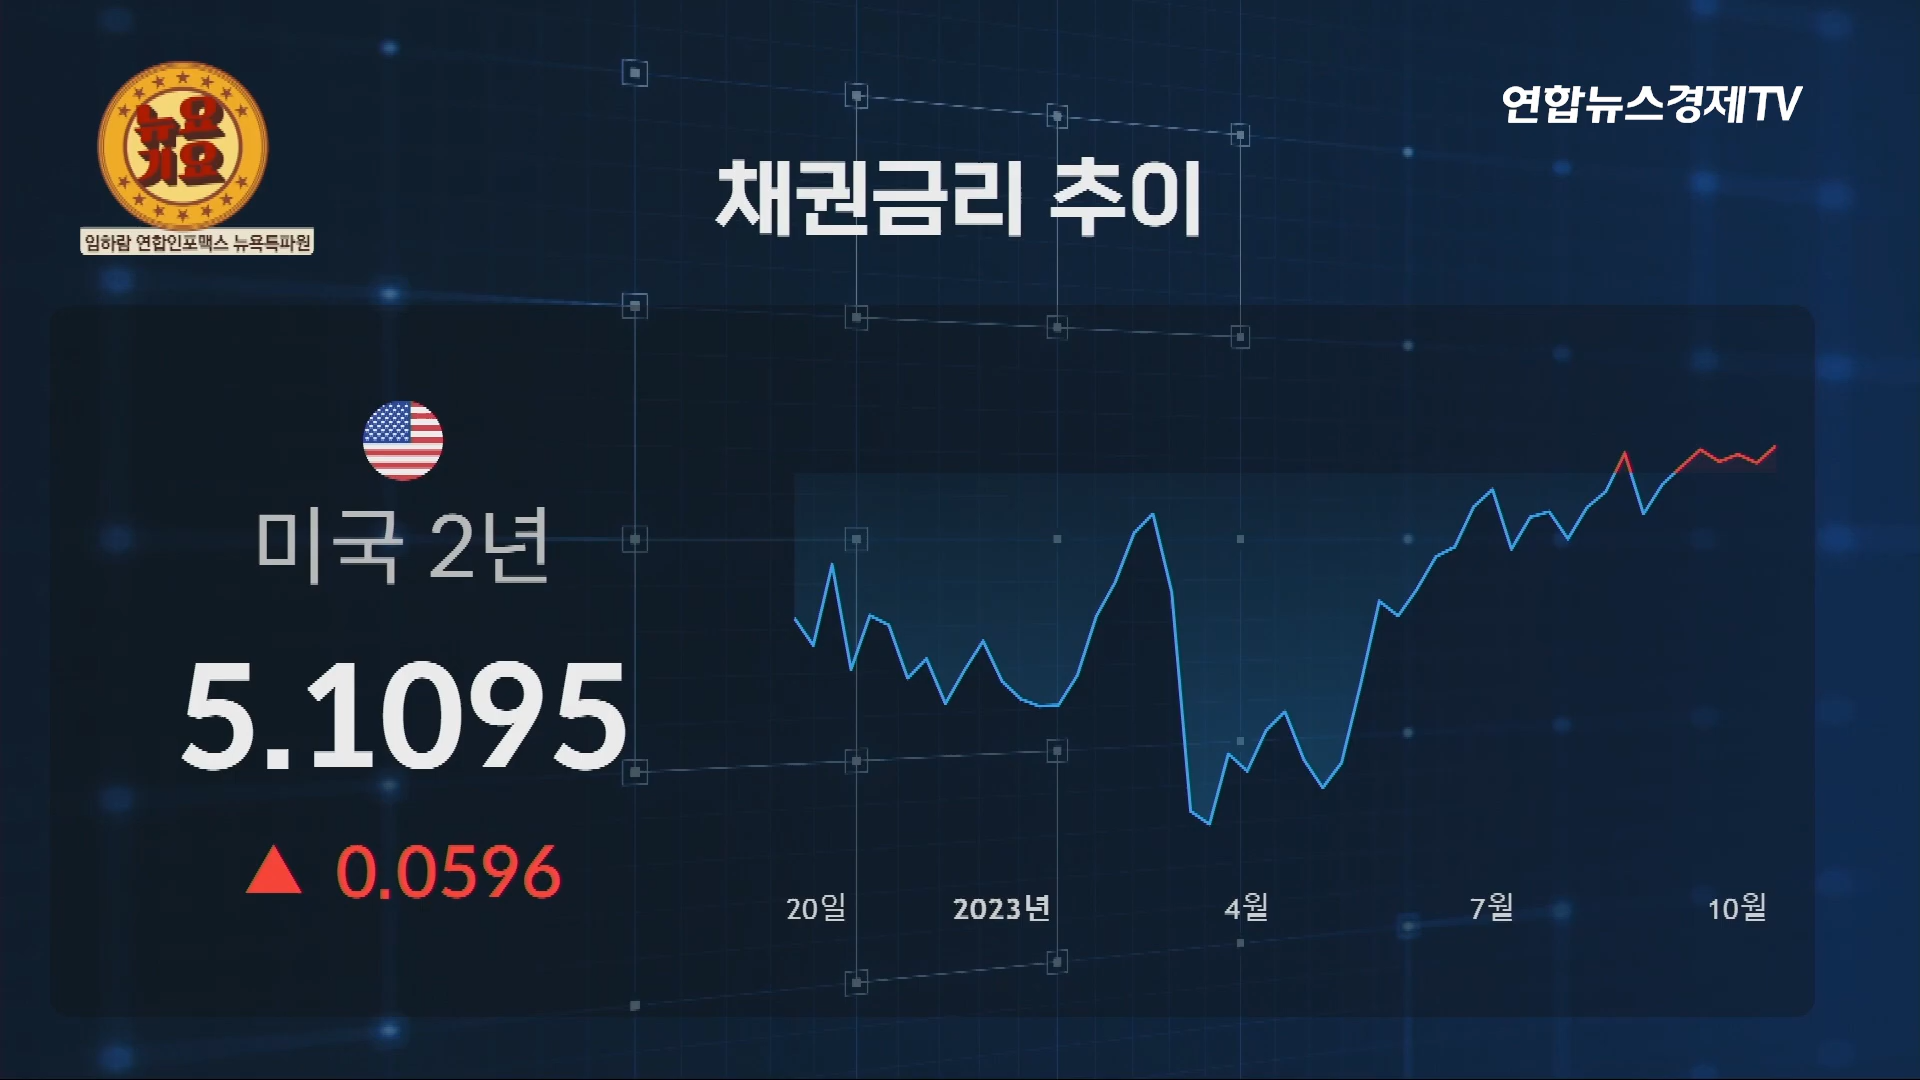 뉴욕
가요
임하람 연합인포맥스 뉴욕특파원
연합뉴스경제TV
채권금리 추이
미국 2년
5.1095
▲ 0.0596
20일 2023년 4월 7월 10월